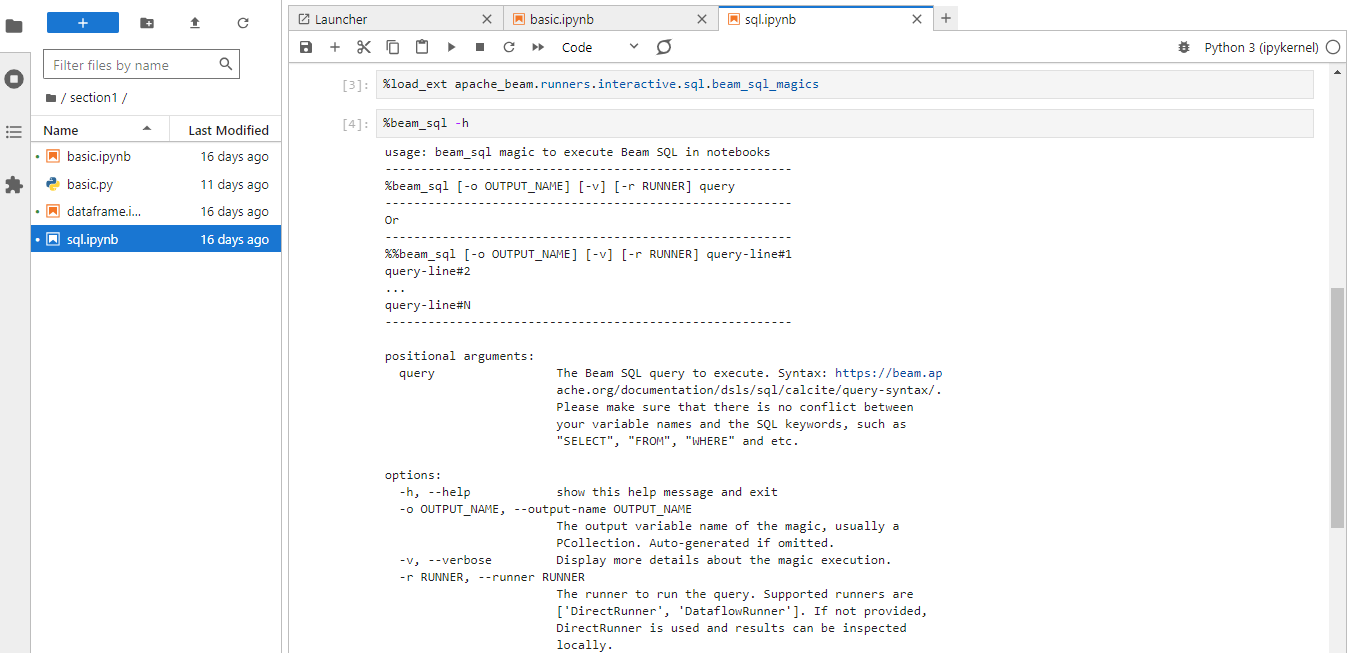 +
Filter files by name
/ section1 /
Name Last Modified
basic.ipynb 16 days ago
basic.py 11 days ago
dataframe.i... 16 days ago
sql.ipynb 16 days ago
Launcher
basic.ipynb
sql.ipynb
Code
Python 3 (ipykernel)
[3]: %load_ext apache_beam.runners.interactive.sql.beam_sql_magics
[4]: %beam_sql -h
usage: beam_sql magic to execute Beam SQL in notebooks
---------------------------------------------------------
%beam_sql [-o OUTPUT_NAME] [-v] [-r RUNNER] query
---------------------------------------------------------
Or
---------------------------------------------------------
%%beam_sql [-o OUTPUT_NAME] [-v] [-r RUNNER] query-line#1
query-line#2
...
query-line#N
---------------------------------------------------------
positional arguments:
query The Beam SQL query to execute. Syntax: https://beam.ap
ache.org/documentation/dsls/sql/calcite/query-syntax/.
Please make sure that there is no conflict between
your variable names and the SQL keywords, such as
"SELECT", "FROM", "WHERE" and etc.
options:
-h, --help show this help message and exit
-o OUTPUT_NAME, --output-name OUTPUT_NAME
The output variable name of the magic, usually a
PCollection. Auto-generated if omitted.
-v, --verbose Display more details about the magic execution.
-r RUNNER, --runner RUNNER
The runner to run the query. Supported runners are
['DirectRunner', 'DataflowRunner']. If not provided,
DirectRunner is used and results can be inspected
locally.